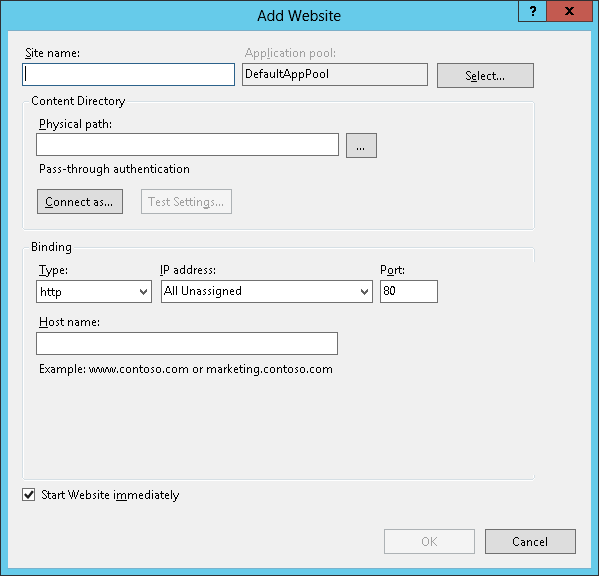 Add Website
?
Site name:
Application pool:
DefaultAppPool
Select...
Content Directory
Physical path:
...
Pass-through authentication
Connect as...
Test Settings...
Binding
Type:
IP address:
Port:
http
All Unassigned
80
Host name:
Example: www.contoso.com or marketing.contoso.com
Start Website immediately
OK
Cancel